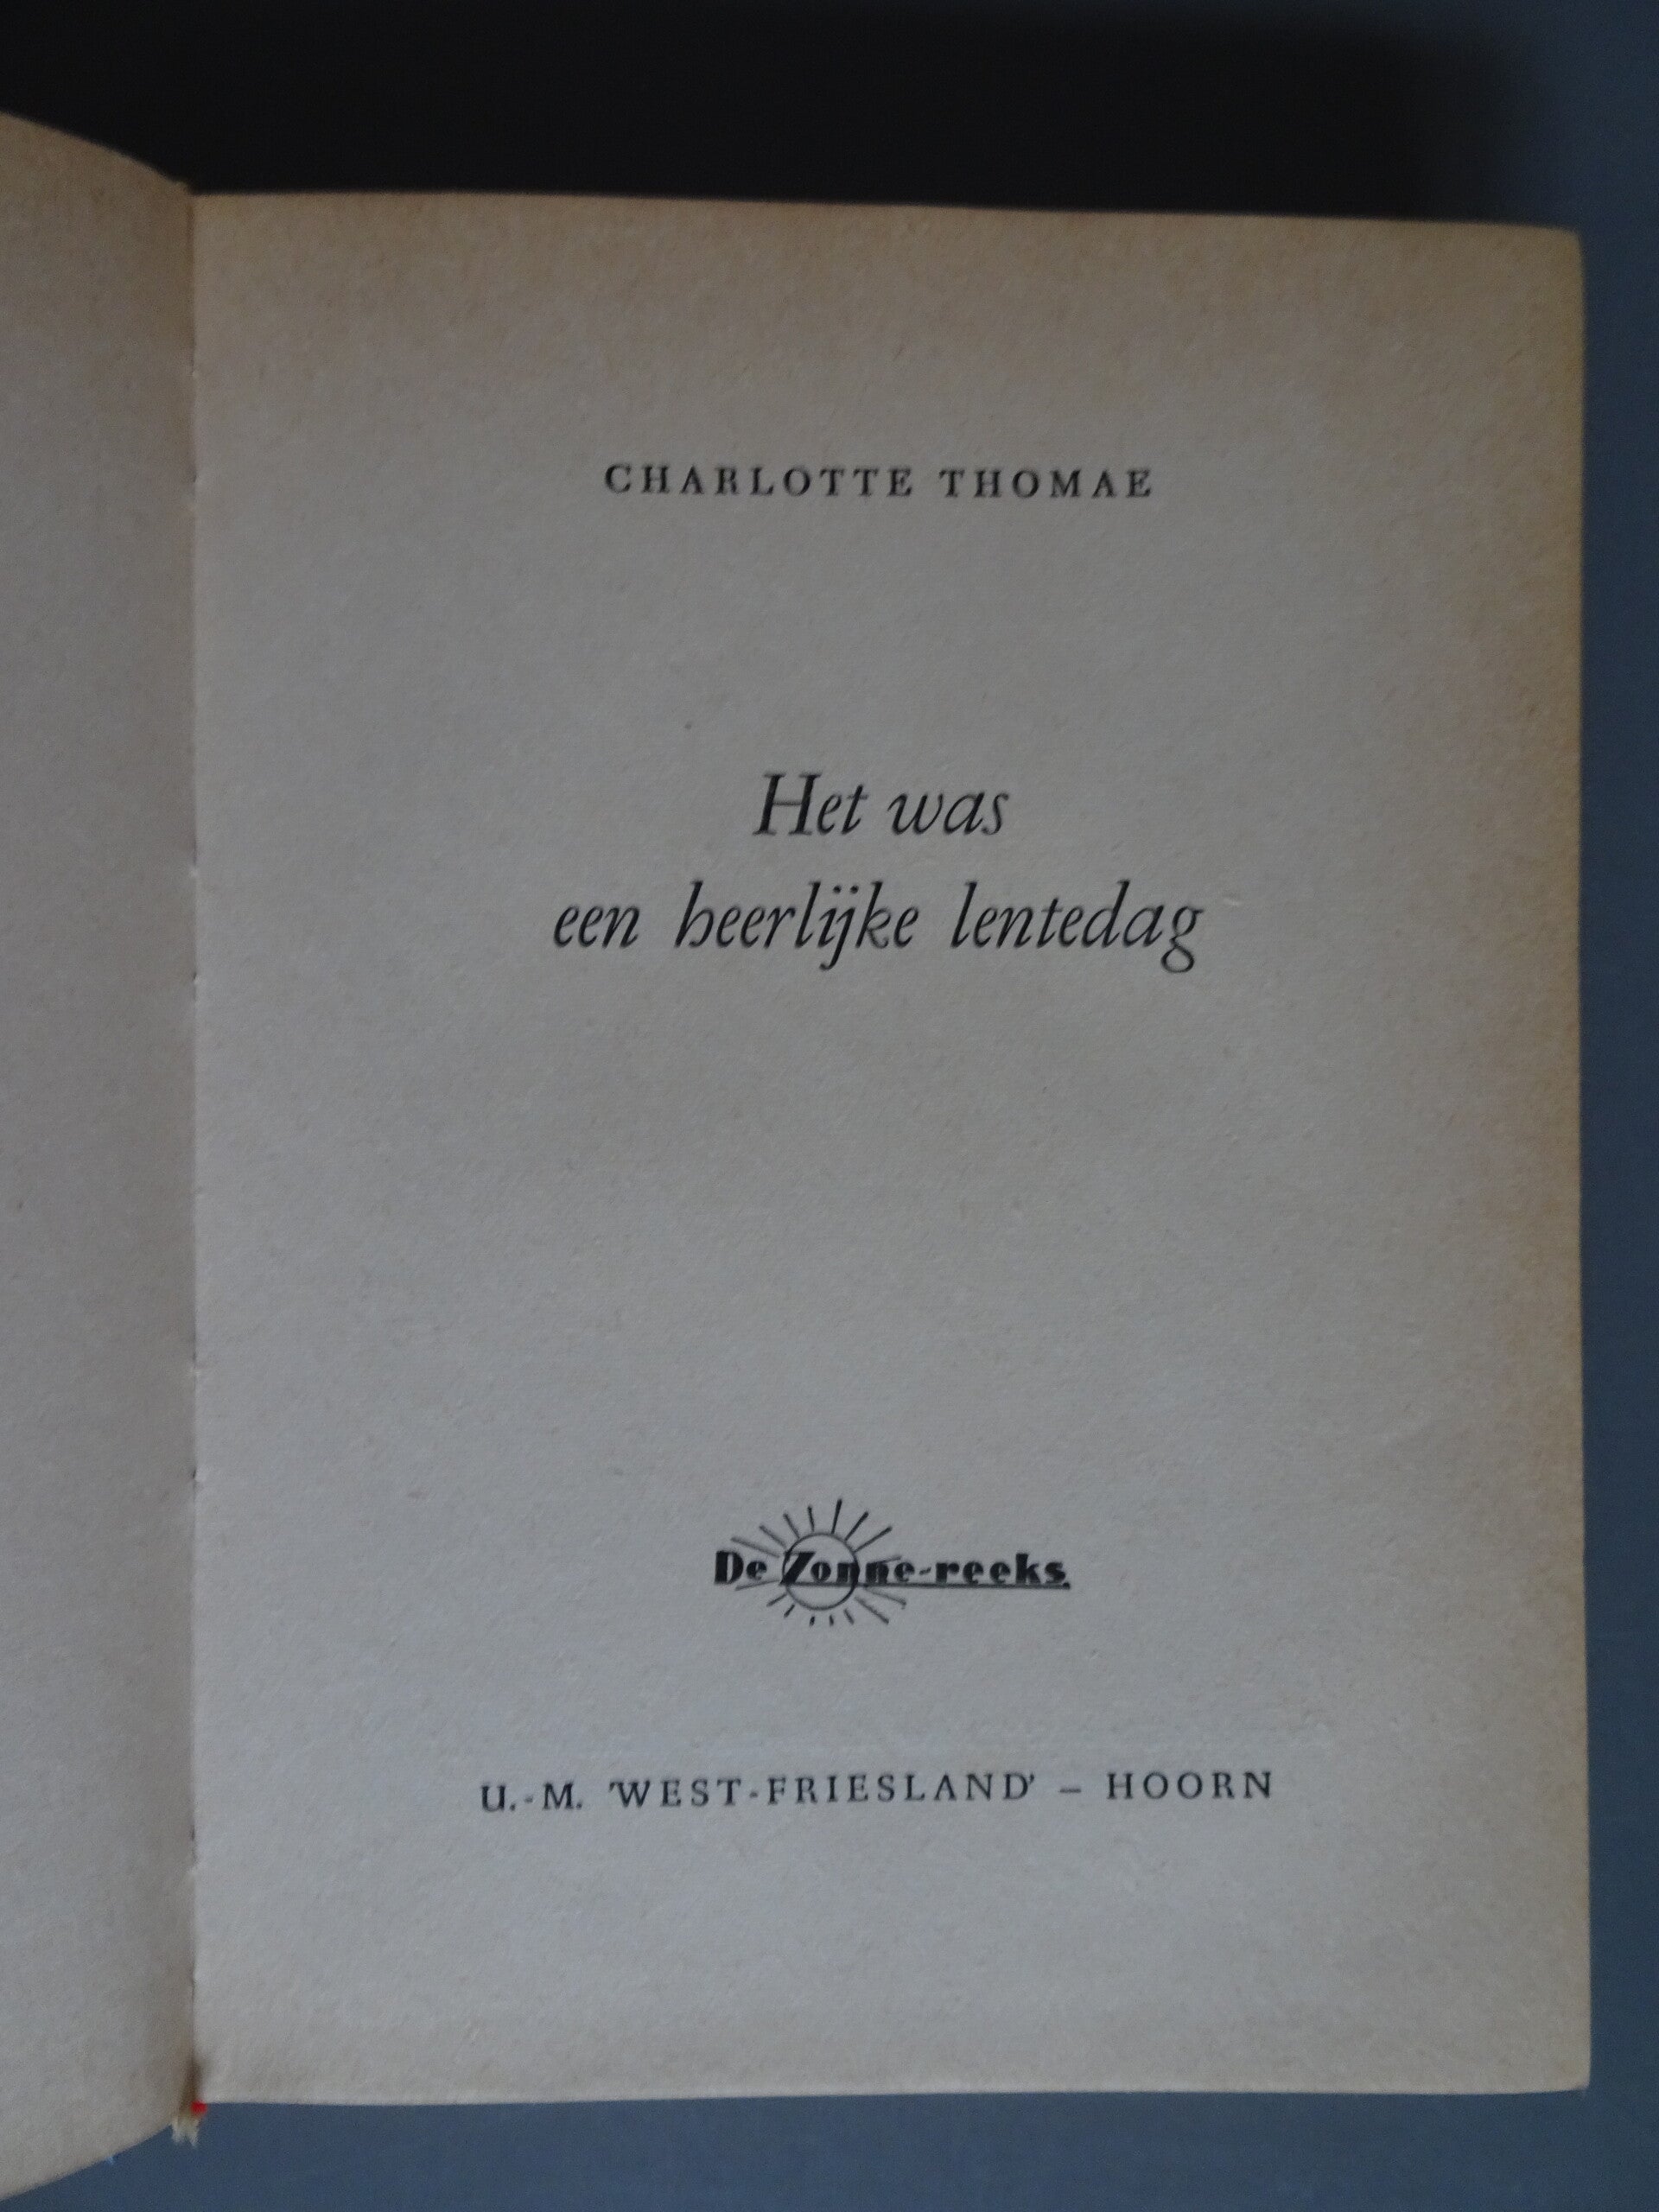 CHARLOTTE THOMAE
Het was
een heerlijke lentedag
De Zonne-reeks
U.-M. 'WEST-FRIESLAND' – HOORN